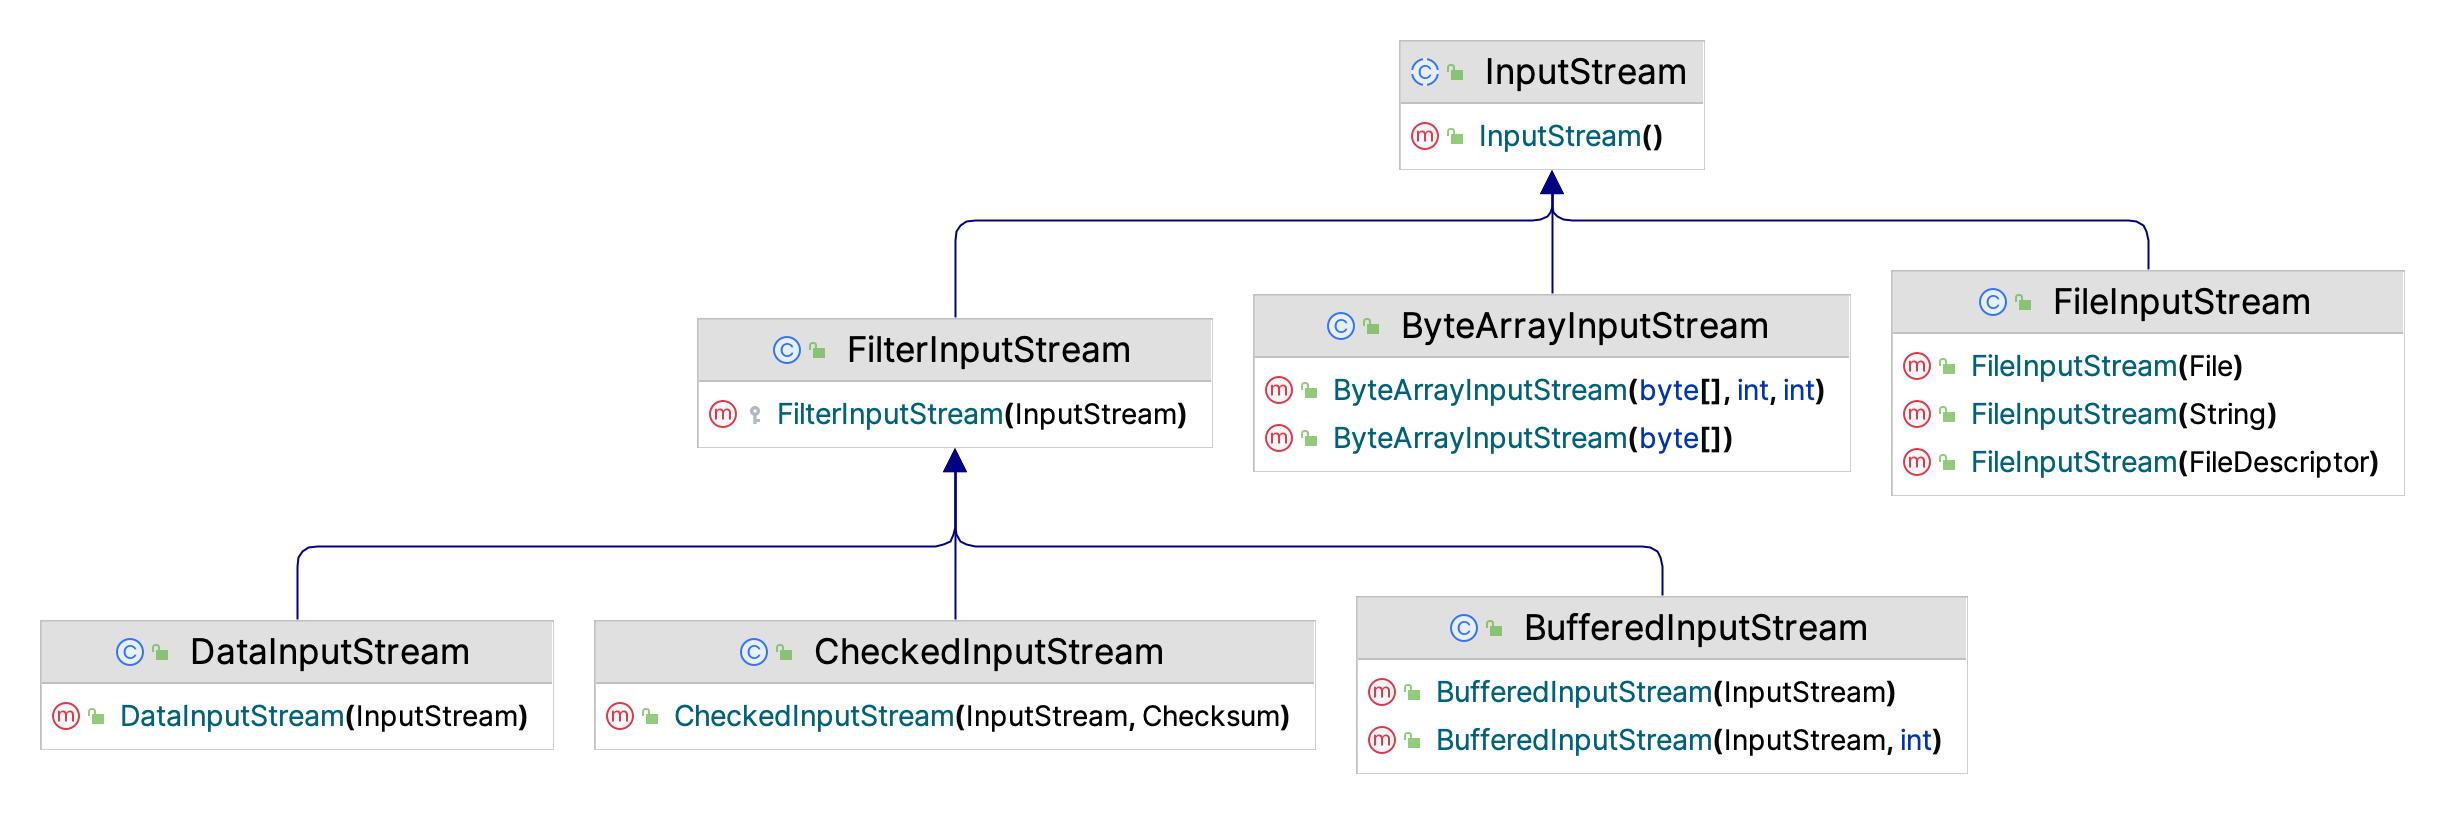 InputStream
InputStream()
FilterInputStream
FilterInputStream(InputStream)
ByteArrayInputStream
ByteArrayInputStream(byte[], int, int)
ByteArrayInputStream(byte[])
FileInputStream
FileInputStream(File)
FileInputStream(String)
FileInputStream(FileDescriptor)
DataInputStream
DataInputStream(InputStream)
CheckedInputStream
CheckedInputStream(InputStream, Checksum)
BufferedInputStream
BufferedInputStream(InputStream)
BufferedInputStream(InputStream, int)